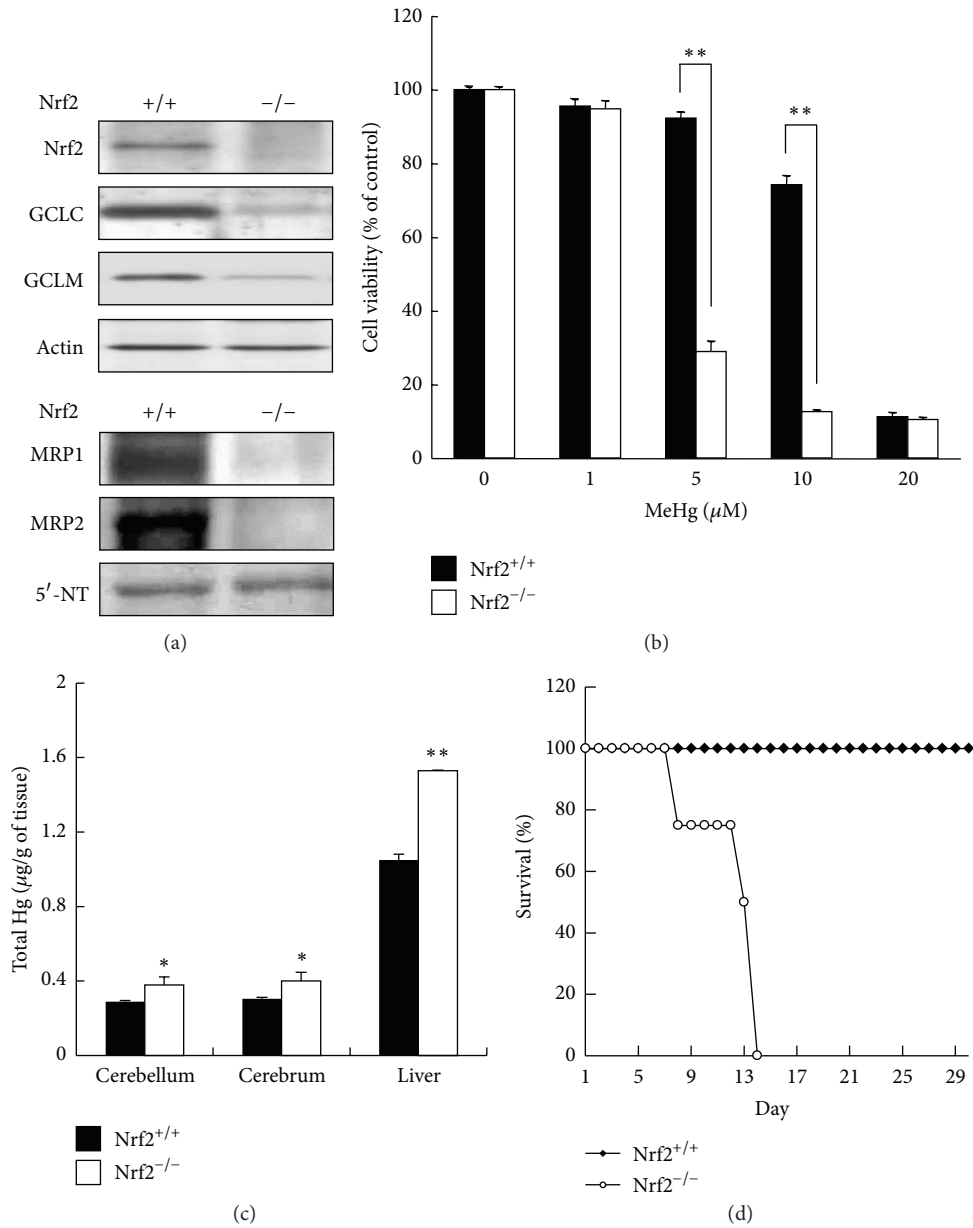 Nrf2 +/+ −/−
Nrf2
GCLC
GCLM
Actin
Nrf2 +/+ −/−
MRP1
MRP2
5′-NT
(a)
120
100
80
60
40
20
0
Cell viability (% of control)
**
**
0 1 5 10 20
MeHg (μM)
Nrf2+/+
Nrf2−/−
(b)
2
1.6
1.2
0.8
0.4
0
Total Hg (μg/g of tissue)
*
*
**
Cerebellum Cerebrum Liver
Nrf2+/+
Nrf2−/−
(c)
120
100
80
60
40
20
0
Survival (%)
1 5 9 13 17 21 25 29
Day
Nrf2+/+
Nrf2−/−
(d)